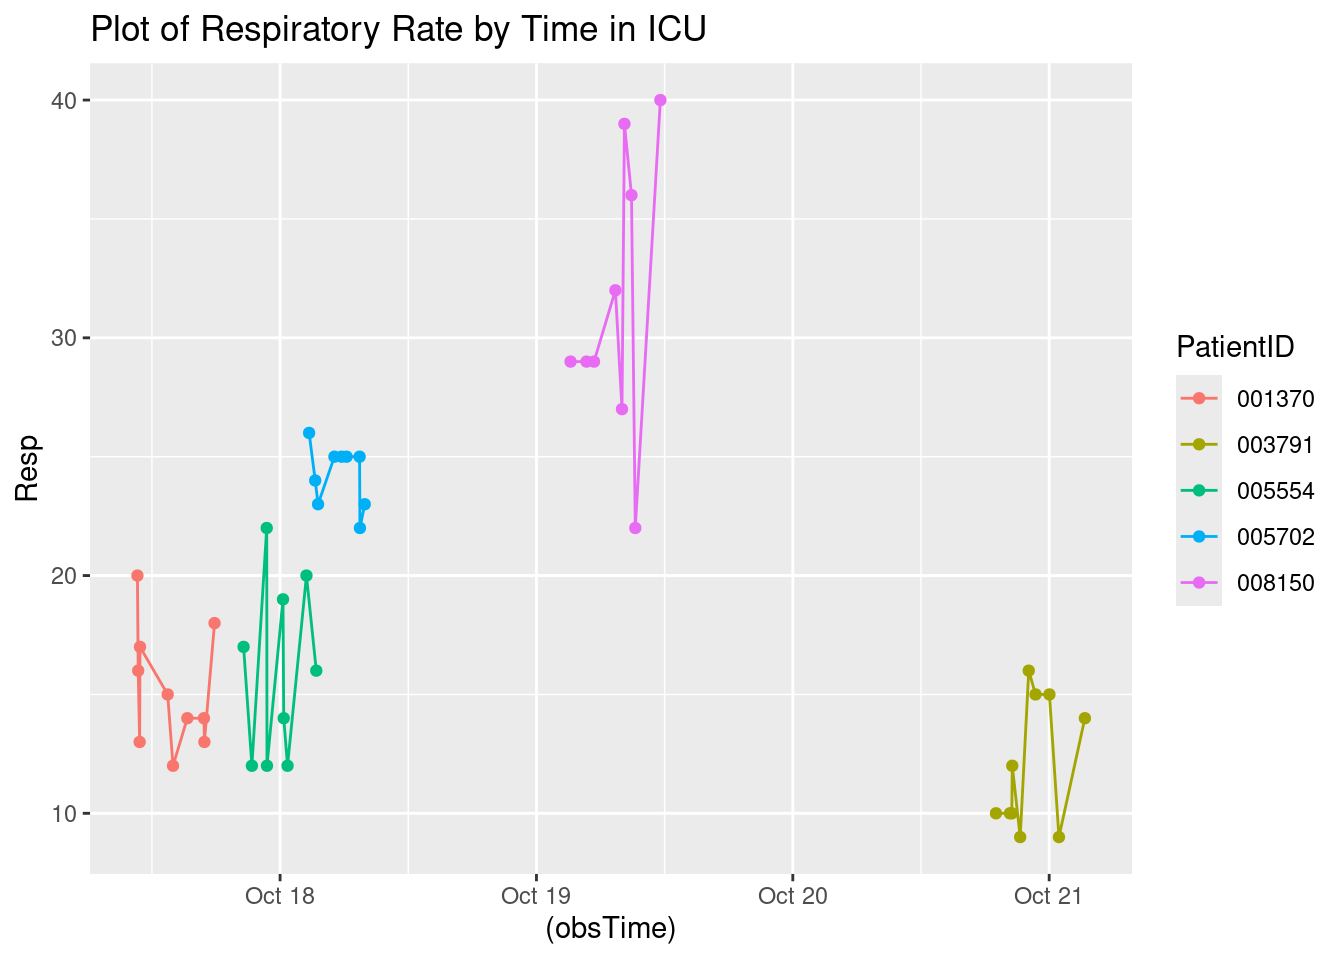 Plot of Respiratory Rate by Time in ICU
40
30
20
10
Resp
Oct 18
Oct 19
Oct 20
Oct 21
(obsTime)
PatientID
001370
003791
005554
005702
008150